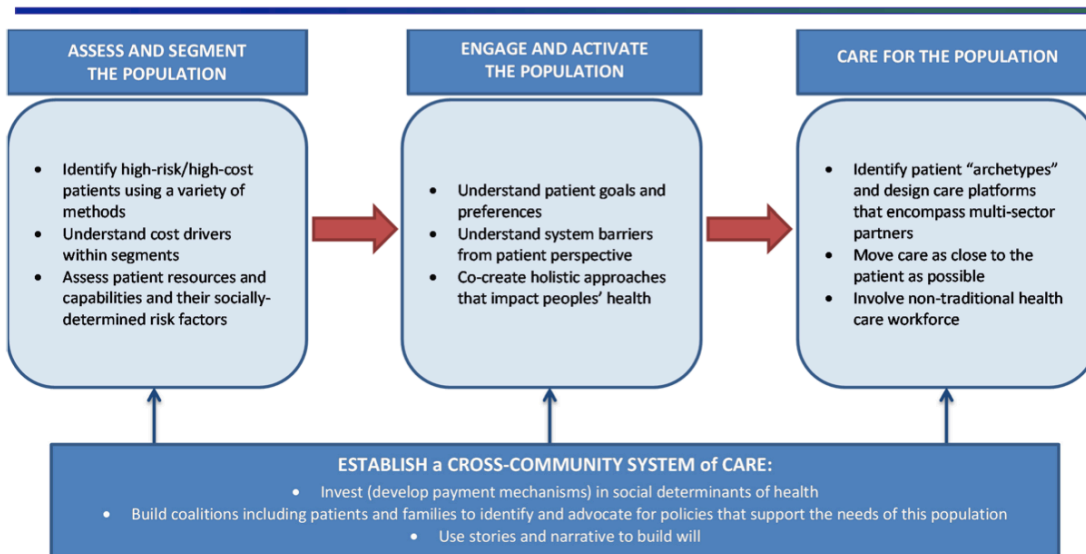 ASSESS AND SEGMENT
THE POPULATION
• Identify high-risk/high-cost
patients using a variety of
methods
• Understand cost drivers
within segments
• Assess patient resources and
capabilities and their socially-
determined risk factors
ENGAGE AND ACTIVATE
THE POPULATION
• Understand patient goals and
preferences
• Understand system barriers
from patient perspective
• Co-create holistic approaches
that impact peoples’ health
CARE FOR THE POPULATION
• Identify patient “archetypes”
and design care platforms
that encompass multi-sector
partners
• Move care as close to the
patient as possible
• Involve non-traditional health
care workforce
ESTABLISH a CROSS-COMMUNITY SYSTEM of CARE:
• Invest (develop payment mechanisms) in social determinants of health
• Build coalitions including patients and families to identify and advocate for policies that support the needs of this population
• Use stories and narrative to build will